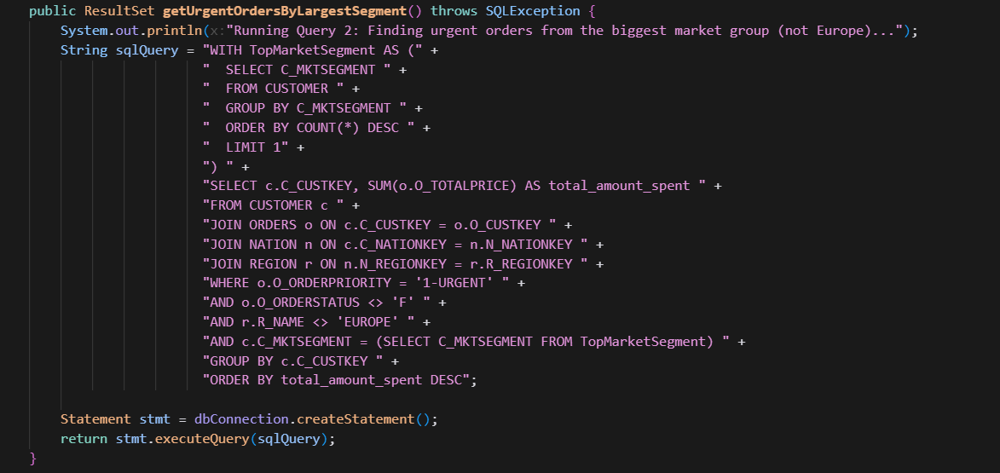 public ResultSet getUrgentOrdersByLargestSegment() throws SQLException {
    System.out.println(x:"Running Query 2: Finding urgent orders from the biggest market group (not Europe)...");
    String sqlQuery = "WITH TopMarketSegment AS (" +
                      "  SELECT C_MKTSEGMENT " +
                      "  FROM CUSTOMER " +
                      "  GROUP BY C_MKTSEGMENT " +
                      "  ORDER BY COUNT(*) DESC " +
                      "  LIMIT 1" +
                      ") " +
                      "SELECT c.C_CUSTKEY, SUM(o.O_TOTALPRICE) AS total_amount_spent " +
                      "FROM CUSTOMER c " +
                      "JOIN ORDERS o ON c.C_CUSTKEY = o.O_CUSTKEY " +
                      "JOIN NATION n ON c.C_NATIONKEY = n.N_NATIONKEY " +
                      "JOIN REGION r ON n.N_REGIONKEY = r.R_REGIONKEY " +
                      "WHERE o.O_ORDERPRIORITY = '1-URGENT' " +
                      "AND o.O_ORDERSTATUS <> 'F' " +
                      "AND r.R_NAME <> 'EUROPE' " +
                      "AND c.C_MKTSEGMENT = (SELECT C_MKTSEGMENT FROM TopMarketSegment) " +
                      "GROUP BY c.C_CUSTKEY " +
                      "ORDER BY total_amount_spent DESC";
    Statement stmt = dbConnection.createStatement();
    return stmt.executeQuery(sqlQuery);
}